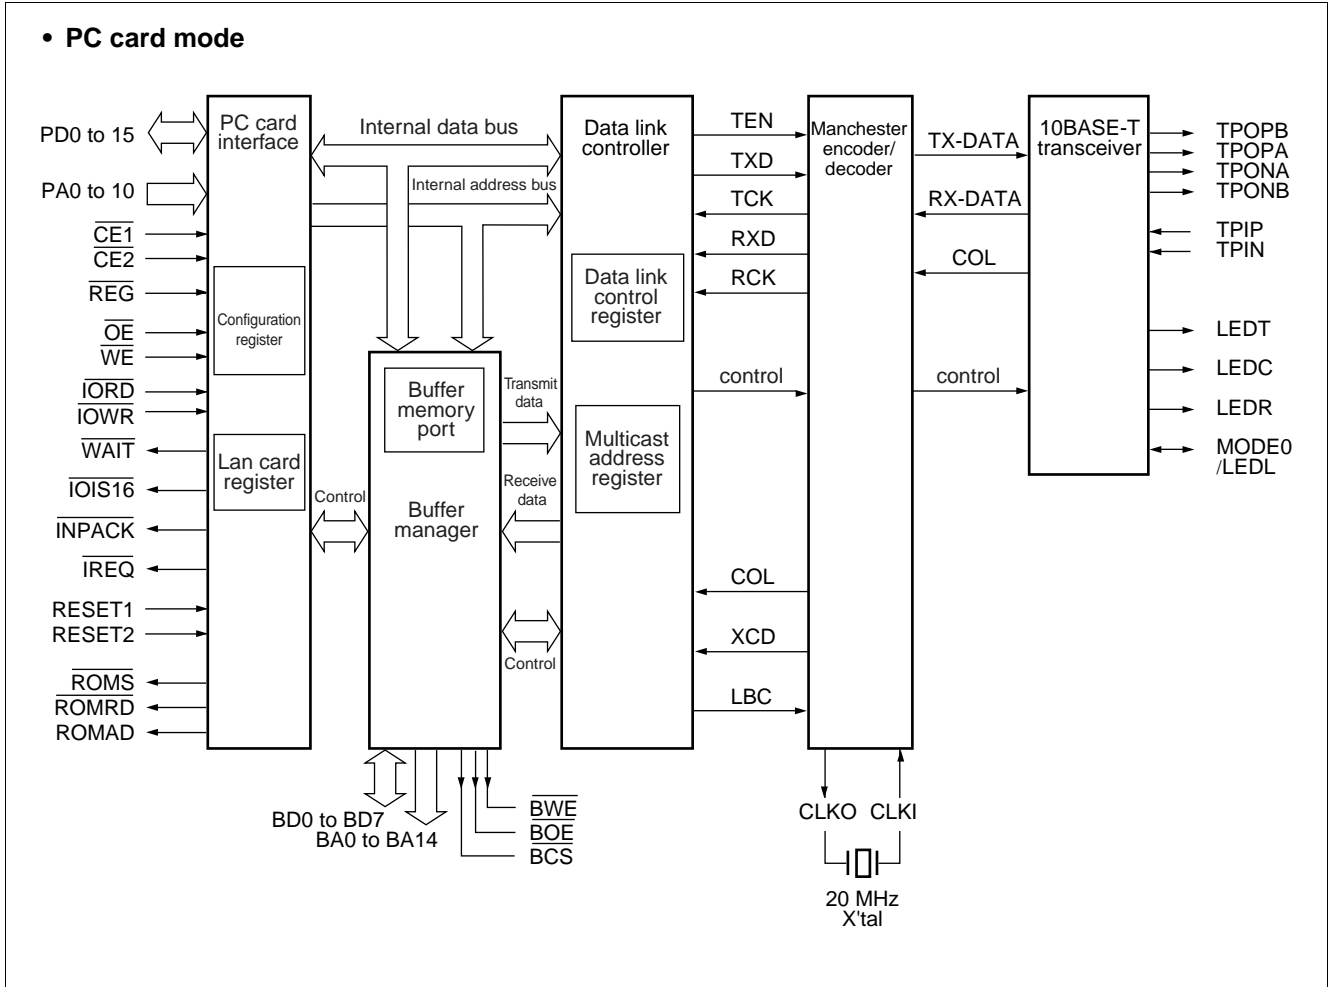 • PC card mode
PD0 to 15
PA0 to 10
CE1
CE2
REG
OE
WE
IORD
IOWR
WAIT
IOIS16
INPACK
IREQ
RESET1
RESET2
ROMS
ROMRD
ROMAD
PC card
interface
Configuration
register
Lan card
register
Internal data bus
Internal address bus
Control
Buffer
memory
port
Buffer
manager
Transmit
data
Receive
data
Control
BD0 to BD7
BA0 to BA14
BWE
BOE
BCS
Data link
controller
Data link
control
register
Multicast
address
register
TEN
TXD
TCK
RXD
RCK
control
COL
XCD
LBC
Manchester
encoder/
decoder
CLKO CLKI
20 MHz
X'tal
TX-DATA
RX-DATA
COL
control
10BASE-T
transceiver
TPOPB
TPOPA
TPONA
TPONB
TPIP
TPIN
LEDT
LEDC
LEDR
MODE0
/LEDL